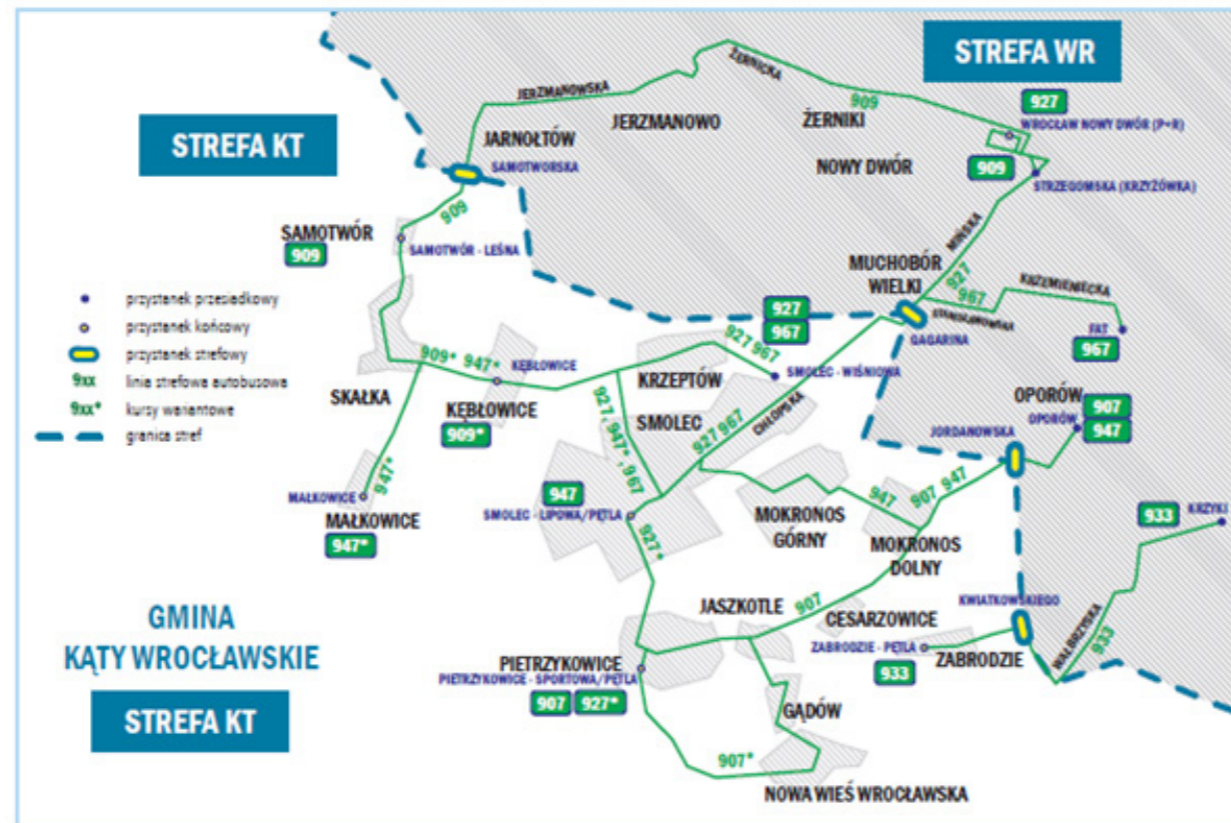 STREFA WR
927
ŻERNICKA
JERZMANOWSKA
909
WROCŁAW NOWY DWÓR (P+R)
JERZMANOWO
ŻERNIKI
STREFA KT
JARNOŁTÓW
SAMOTWORSKA
NOWY DWÓR
909
STRZEGOMSKA (KRZYŻÓWKA)
909
SAMOTWÓR
909
SAMOTWÓR - LEŚNA
MIŃSKA
MUCHOBÓR
WIELKI
927
967
KRZEMIENIECKA
STANISŁAWOWSKA
przystanek przesiadkowy
przystanek końcowy
przystanek strefowy
9xx linia strefowa autobusowa
9xx* kursy wariantowe
granica stref
927
967
GAGARINA
FAT
967
927 967
909* 947*
KĘBŁOWICE
KRZEPTÓW
SMOLEC - WIŚNIOWA
SKAŁKA
KĘBŁOWICE
909*
SMOLEC
927, 947*, 967
927 967
CHŁOPSKA
OPORÓW
907
947
OPORÓW
JORDANOWSKA
947*
MAŁKOWICE
MAŁKOWICE
947*
947
SMOLEC - LIPOWA/PĘTLA
927*
947
907 947
MOKRONOS
GÓRNY
MOKRONOS
DOLNY
933
KRZYKI
GMINA
KĄTY WROCŁAWSKIE
STREFA KT
JASZKOTLE
907
CESARZOWICE
KWIATKOWSKIEGO
WAŁBRZYSKA
933
ZABRODZIE - PĘTLA
933
ZABRODZIE
PIETRZYKOWICE
PIETRZYKOWICE - SPORTOWA/PĘTLA
907
927*
GĄDÓW
907*
NOWA WIEŚ WROCŁAWSKA